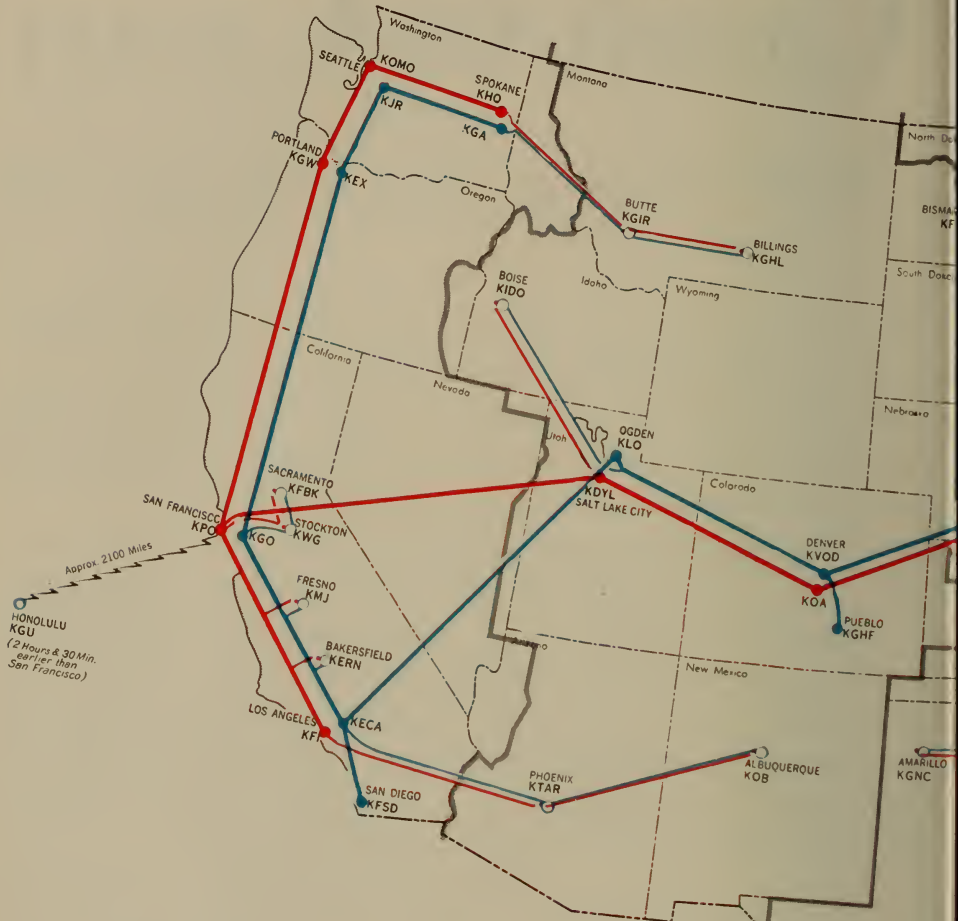 Washington
SEATTLE
KOMO
SPOKANE
KHO
Montana
KJR
KGA
North Da
PORTLAND
KGW
KEX
Oregon
BUTTE
KGIR
BISMAR
KF
BILLINGS
KGHL
South Dako
BOISE
KIDO
Idaho
Wyoming
California
Nevada
Nebraska
Utah
OGDEN
KLO
KDYL
SALT LAKE CITY
Colorado
SACRAMENTO
KFBK
SAN FRANCISCO
KPO
STOCKTON
KWG
KGO
DENVER
KVOD
KOA
Approx. 2100 Miles
FRESNO
KMJ
HONOLULU
KGU
(2 Hours & 30 Min.
earlier than
San Francisco)
PUEBLO
KGHF
BAKERSFIELD
KERN
New Mexico
LOS ANGELES
KFI
KECA
PHOENIX
KTAR
ALBUQUERQUE
KOB
AMARILLO
KGNC
SAN DIEGO
KFSD